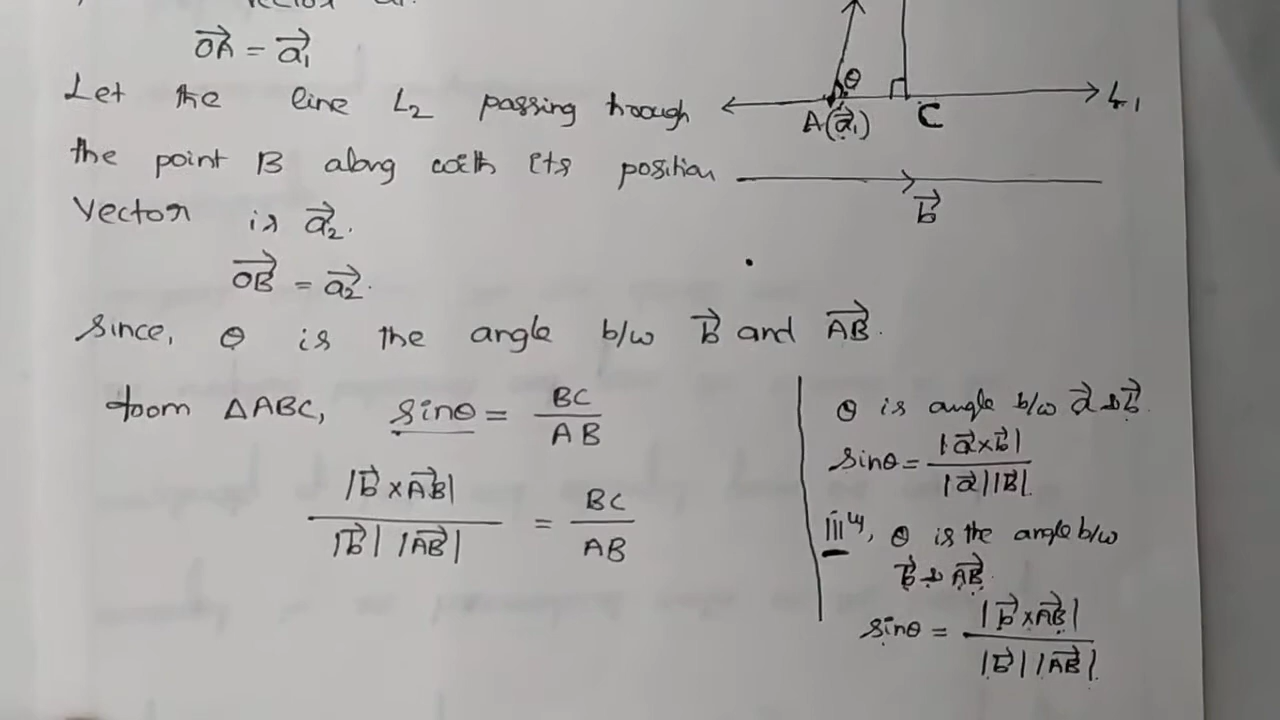 OA = a₁
Let the line L₂ passing through
the point B along with its position
vector is a₂.
OB = a₂.
since, θ is the angle b/w b and AB.
from ΔABC, sinθ = BC / AB
|b × AB| / |b| |AB| = BC / AB
θ
L₁
A(a₁)
C
b
θ is angle b/w a & b.
sinθ = |a × b| / |a| |b|.
|||ly, θ is the angle b/w
b & AB.
sinθ = |b × AB| / |b| |AB|.